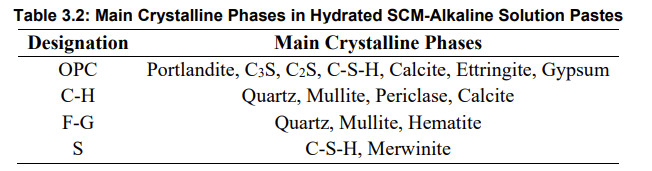 Table 3.2: Main Crystalline Phases in Hydrated SCM-Alkaline Solution Pastes
Designation Main Crystalline Phases
OPC Portlandite, C₃S, C₂S, C-S-H, Calcite, Ettringite, Gypsum
C-H Quartz, Mullite, Periclase, Calcite
F-G Quartz, Mullite, Hematite
S C-S-H, Merwinite